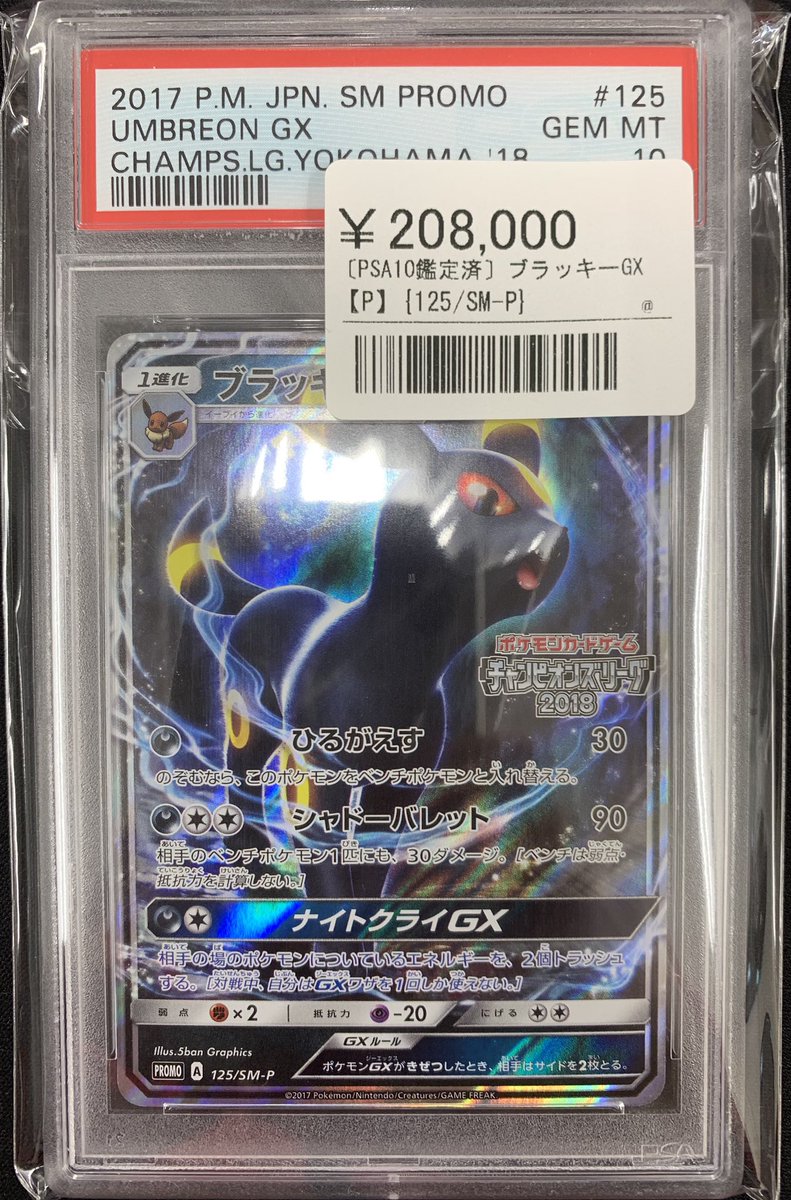 2017 P.M. JPN. SM PROMO #125
UMBREON GX GEM MT
CHAMPS.LG.YOKOHAMA '18 10
¥208,000
〔PSA10鑑定済〕ブラッキーGX
【P】{125/SM-P} @
1進化 ブラッキ
イーブイから進化
ポケモンカードゲーム
チャンピオンズリーグ
2018
ひるがえす 30
のぞむなら、このポケモンをベンチポケモンと入れ替える。
シャドーバレット 90
相手のベンチポケモン1匹にも、30ダメージ。[ベンチは弱点・
抵抗力を計算しない。]
ナイトクライGX
相手の場のポケモンについているエネルギーを、2個トラッシュ
する。[対戦中、自分はGXワザを1回しか使えない。]
弱点 ×2 抵抗力 -20 にげる
GXルール
ポケモンGXがきぜつしたとき、相手はサイドを2枚とる。
Illus.5ban Graphics
PROMO A 125/SM-P
©2017 Pokémon/Nintendo/Creatures/GAME FREAK.
PSA